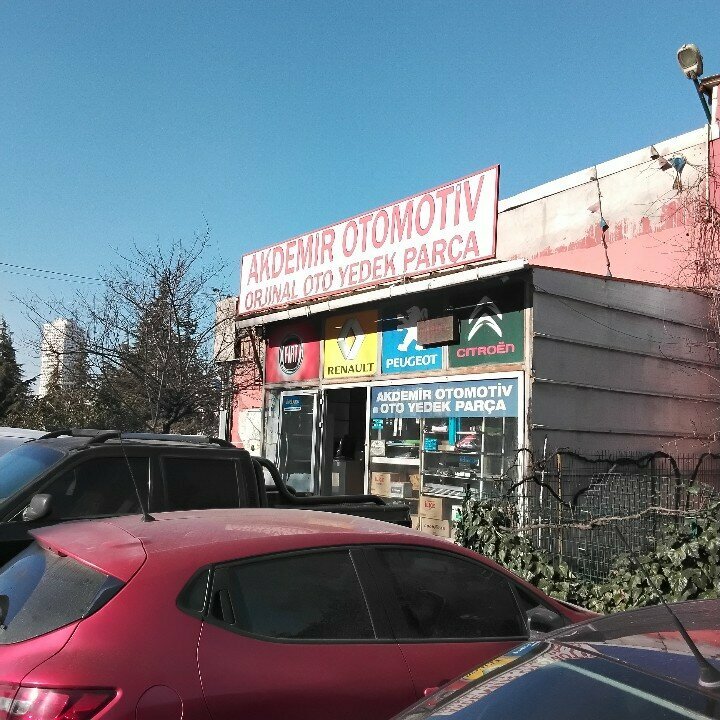 AKDEMİR OTOMOTİV
ORJİNAL OTO YEDEK PARÇA
FIAT
RENAULT
PEUGEOT
CITROËN
AKDEMİR OTOMOTİV
OTO YEDEK PARÇA